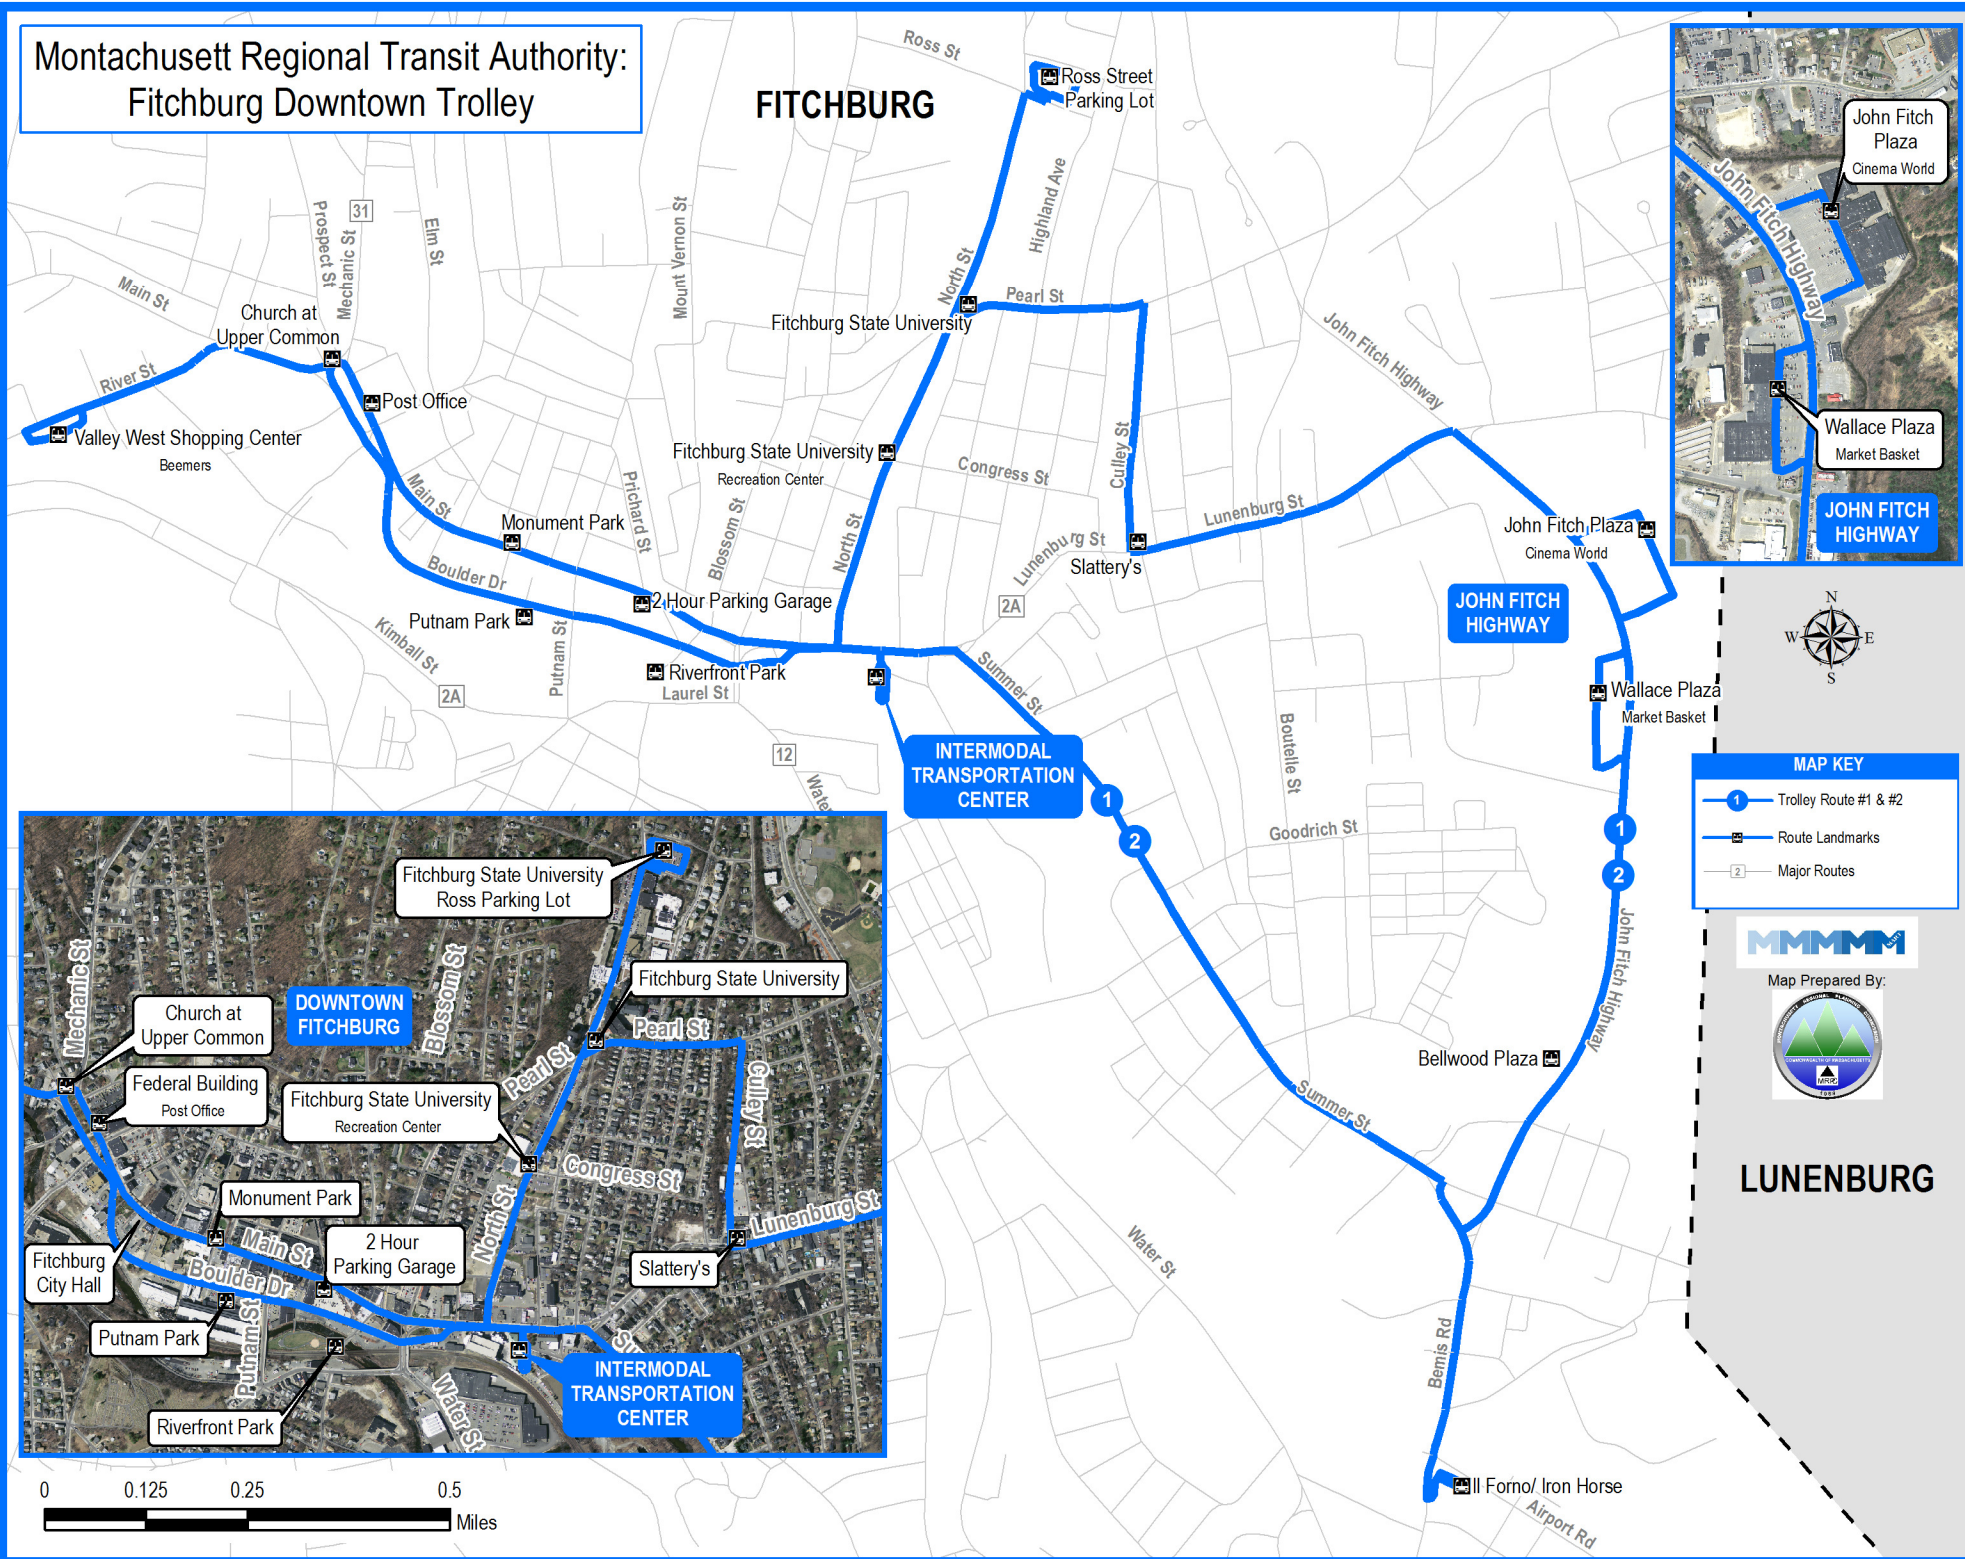 Montachusett Regional Transit Authority:
Fitchburg Downtown Trolley
FITCHBURG
Ross St
Ross Street
Parking Lot
Highland Ave
North St
Pearl St
Fitchburg State University
Prospect St
31
Mechanic St
Elm St
Mount Vernon St
Main St
Church at
Upper Common
River St
Post Office
Valley West Shopping Center
Beemers
Main St
Fitchburg State University
Recreation Center
Prichard St
Blossom St
North St
Congress St
Culley St
Lunenburg St
John Fitch Highway
Lunenburg St
Slattery's
2A
Monument Park
Boulder Dr
2 Hour Parking Garage
Putnam Park
Kimball St
Putnam St
2A
Riverfront Park
Laurel St
12
Water
Summer St
INTERMODAL
TRANSPORTATION
CENTER
1
2
Boutelle St
Goodrich St
John Fitch Plaza
Cinema World
JOHN FITCH
HIGHWAY
Wallace Plaza
Market Basket
1
2
John Fitch Highway
Bellwood Plaza
Summer St
Water St
Bemis Rd
Il Forno/ Iron Horse
Airport Rd
LUNENBURG
John Fitch
Plaza
Cinema World
John Fitch Highway
John Fitch Highway
Wallace Plaza
Market Basket
JOHN FITCH
HIGHWAY
N
W
E
S
MAP KEY
1
Trolley Route #1 & #2
Route Landmarks
2
Major Routes
Map Prepared By:
COMMONWEALTH OF MASSACHUSETTS
MRPC
Fitchburg State University
Ross Parking Lot
Fitchburg State University
Mechanic St
Church at
Upper Common
DOWNTOWN
FITCHBURG
Blossom St
Pearl St
Pearl St
Federal Building
Post Office
Fitchburg State University
Recreation Center
Culley St
Congress St
Monument Park
North St
Lunenburg St
Fitchburg
City Hall
Main St
2 Hour
Parking Garage
Slattery's
Boulder Dr
Putnam Park
Putnam St
Su
INTERMODAL
TRANSPORTATION
CENTER
Riverfront Park
Water St
0
0.125
0.25
0.5
Miles